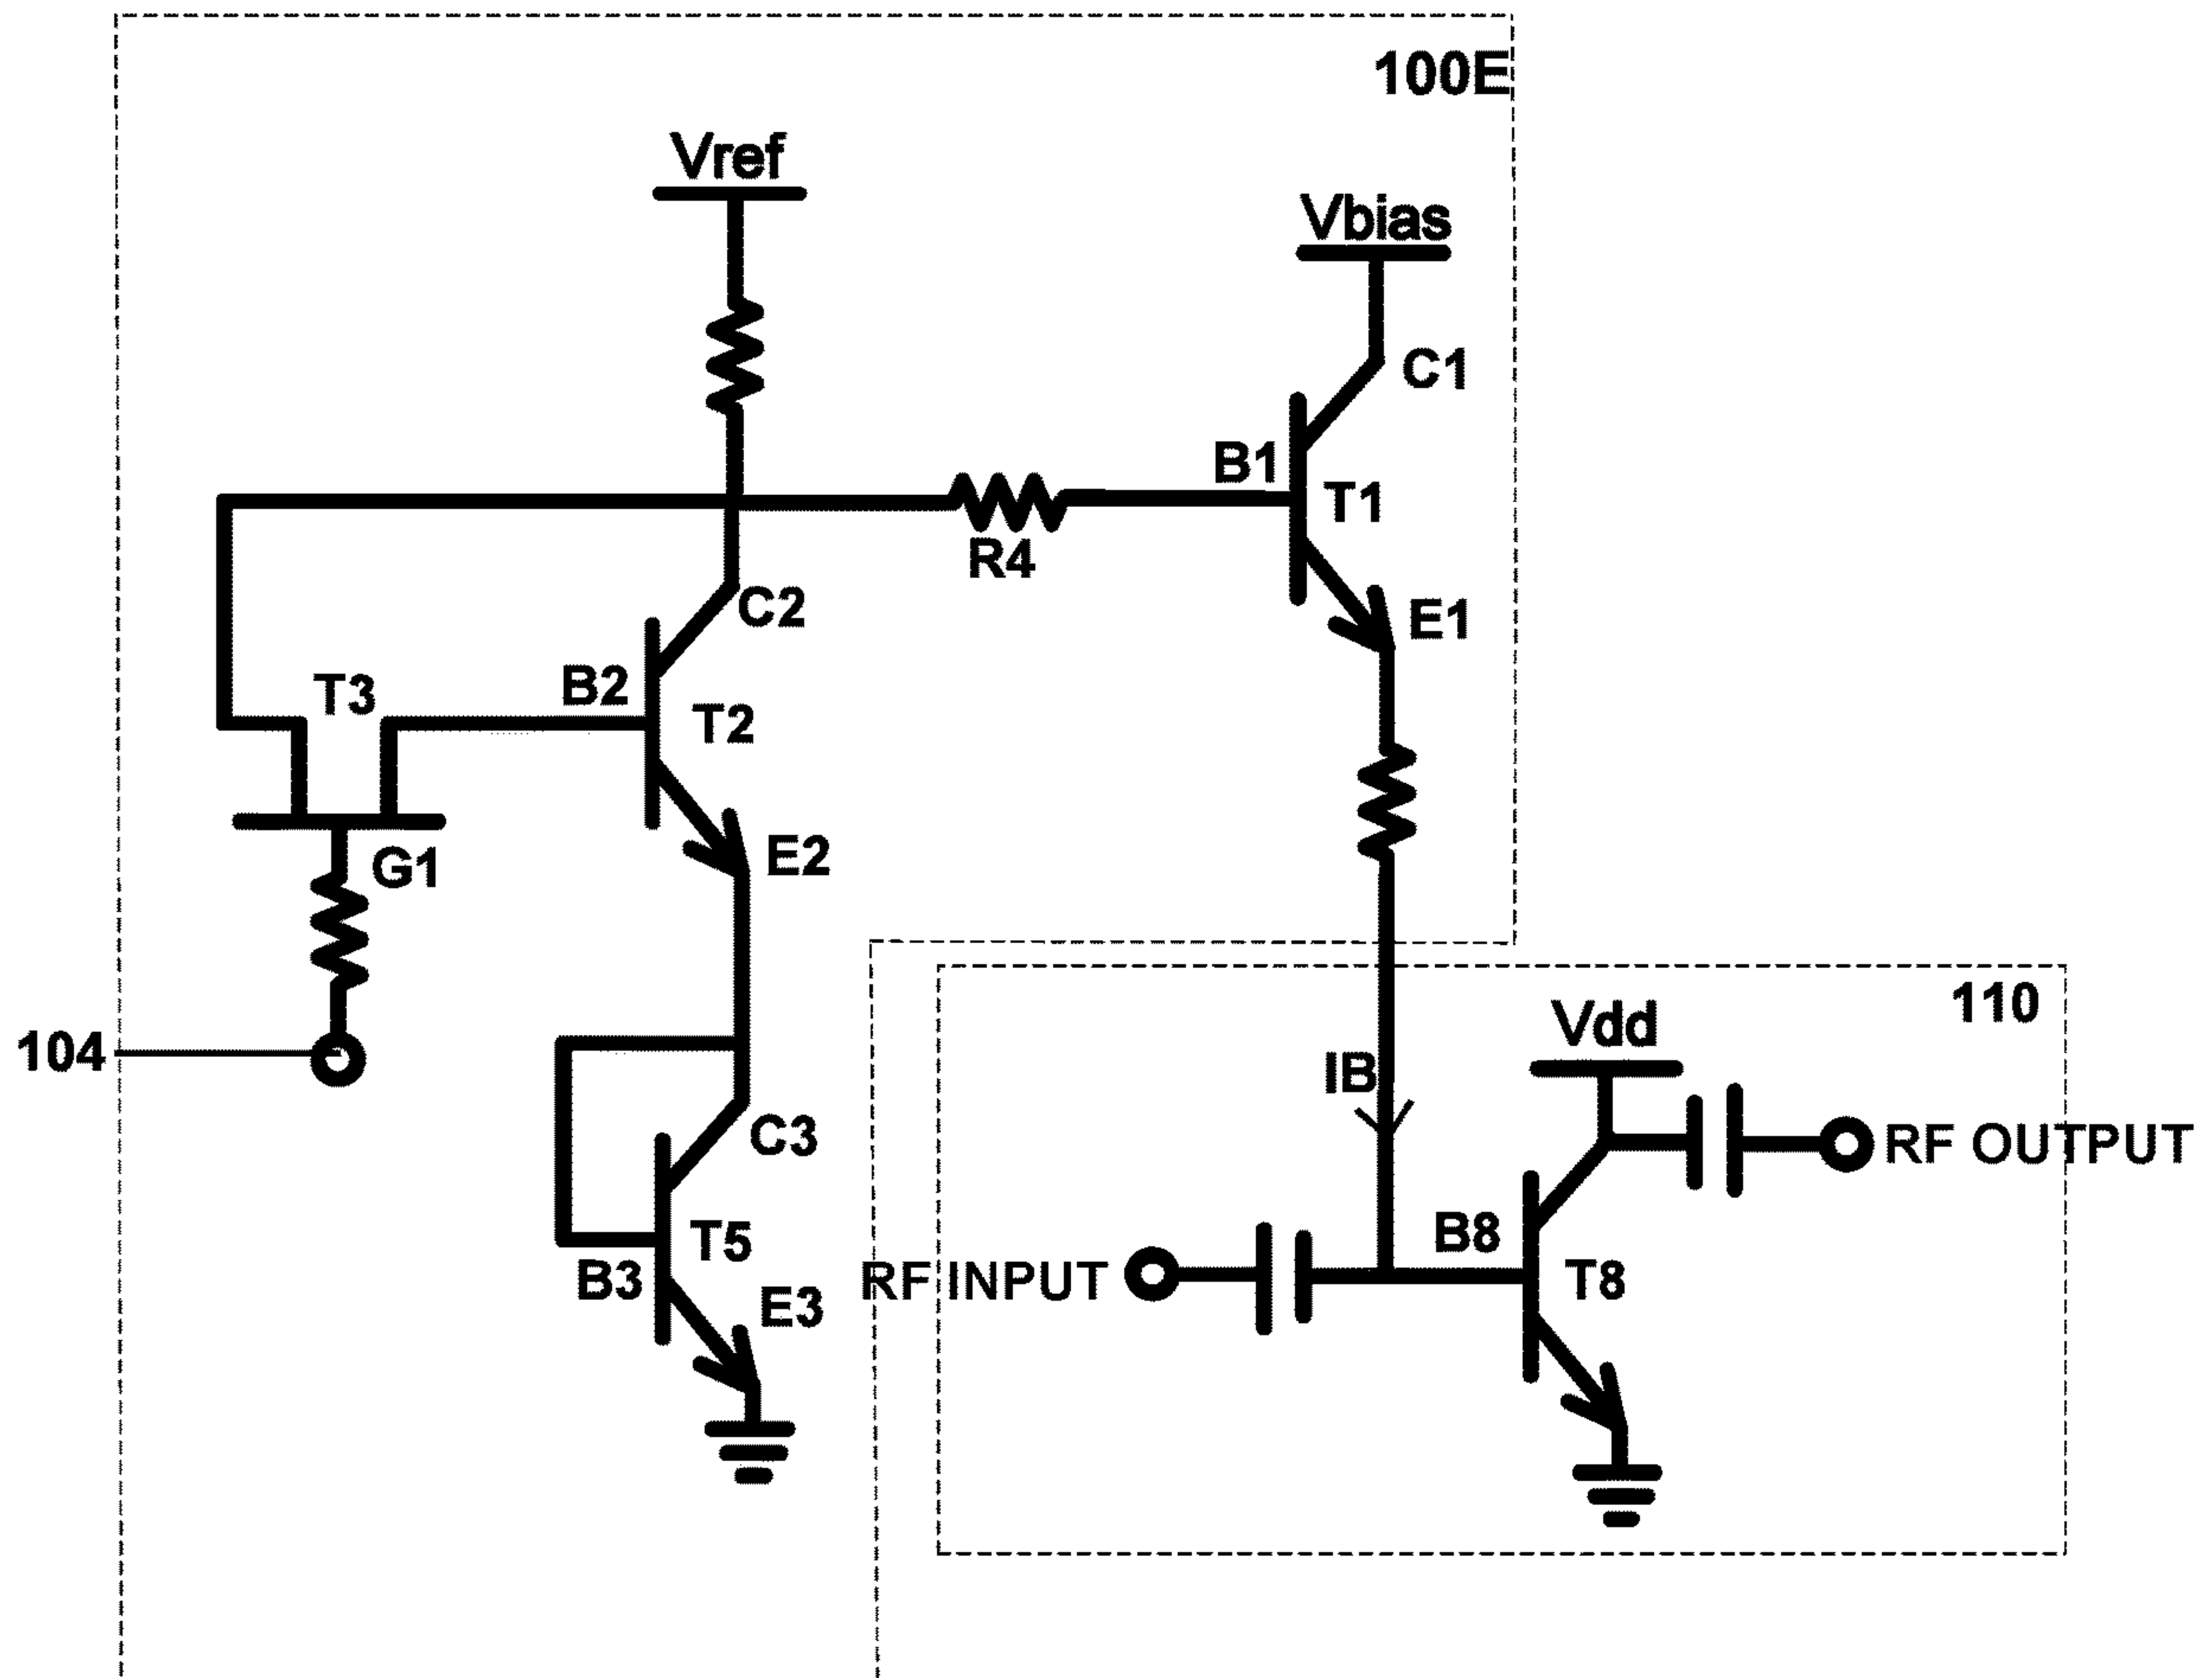 100E
Vref
Vbias
C1
B1
T1
R4
C2
E1
T3
B2
T2
E2
G1
104
110
Vdd
IB
C3
RF OUTPUT
B8
T5
RF INPUT
T8
B3
E3